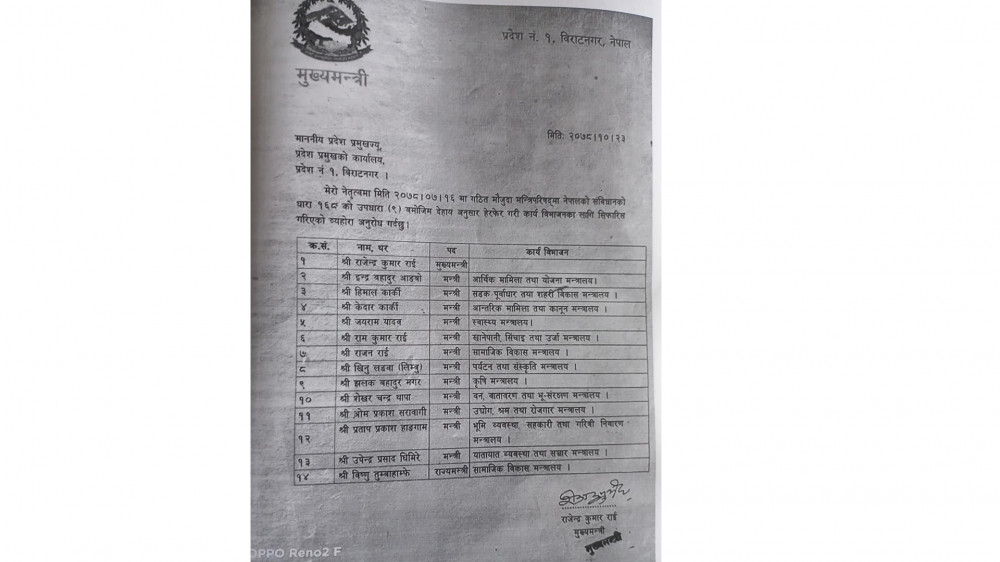 प्रदेश नं. १, विराटनगर, नेपाल
मुख्यमन्त्री
मितिः २०७८।१०।२३
माननीय प्रदेश प्रमुखज्यू,
प्रदेश प्रमुखको कार्यालय,
प्रदेश नं १, विराटनगर ।
मेरो नेतृत्वमा मिति २०७८।०७।१६ मा गठित मौजुदा मन्त्रिपरिषद्मा नेपालको संविधानको
धारा १६८ को उपधारा (९) बमोजिम देहाय अनुसार हेरफेर गरी कार्य विभाजनका लागि सिफारिस
गरिएको व्यहोरा अनुरोध गर्दछु।
क्र.सं. नाम, थर पद कार्य विभाजन
१ श्री राजेन्द्र कुमार राई मुख्यमन्त्री
२ श्री इन्द्र बहादुर आङ्बो मन्त्री आर्थिक मामिला तथा योजना मन्त्रालय।
३ श्री हिमाल कार्की मन्त्री सडक पूर्वाधार तथा शहरी विकास मन्त्रालय ।
४ श्री केदार कार्की मन्त्री आन्तरिक मामिला तथा कानून मन्त्रालय ।
५ श्री जयराम यादव मन्त्री स्वास्थ्य मन्त्रालय।
६ श्री राम कुमार राई मन्त्री खानेपानी, सिंचाइ तथा उर्जा मन्त्रालय ।
७ श्री राजन राई मन्त्री सामाजिक विकास मन्त्रालय ।
८ श्री खिनु लङवा (लिम्बु) मन्त्री पर्यटन तथा संस्कृति मन्त्रालय ।
९ श्री झलक बहादुर मगर मन्त्री कृषि मन्त्रालय ।
१० श्री शेखर चन्द्र थापा मन्त्री वन, वातावरण तथा भू-संरक्षण मन्त्रालय ।
११ श्री ओम प्रकाश सरावागी मन्त्री उद्योग, श्रम तथा रोजगार मन्त्रालय ।
१२ श्री प्रताप प्रकाश हाङगाम मन्त्री भूमि व्यवस्था, सहकारी तथा गरिवी निवारण
मन्त्रालय ।
१३ श्री उपेन्द्र प्रसाद घिमिरे मन्त्री यातायात व्यवस्था तथा सञ्चार मन्त्रालय ।
१४ श्री विष्णु तुम्बाहाम्फे राज्यमन्त्री सामाजिक विकास मन्त्रालय ।
राजेन्द्र कुमार राई
मुख्यमन्त्री
मुख्यमन्त्री
OPPO Reno2 F